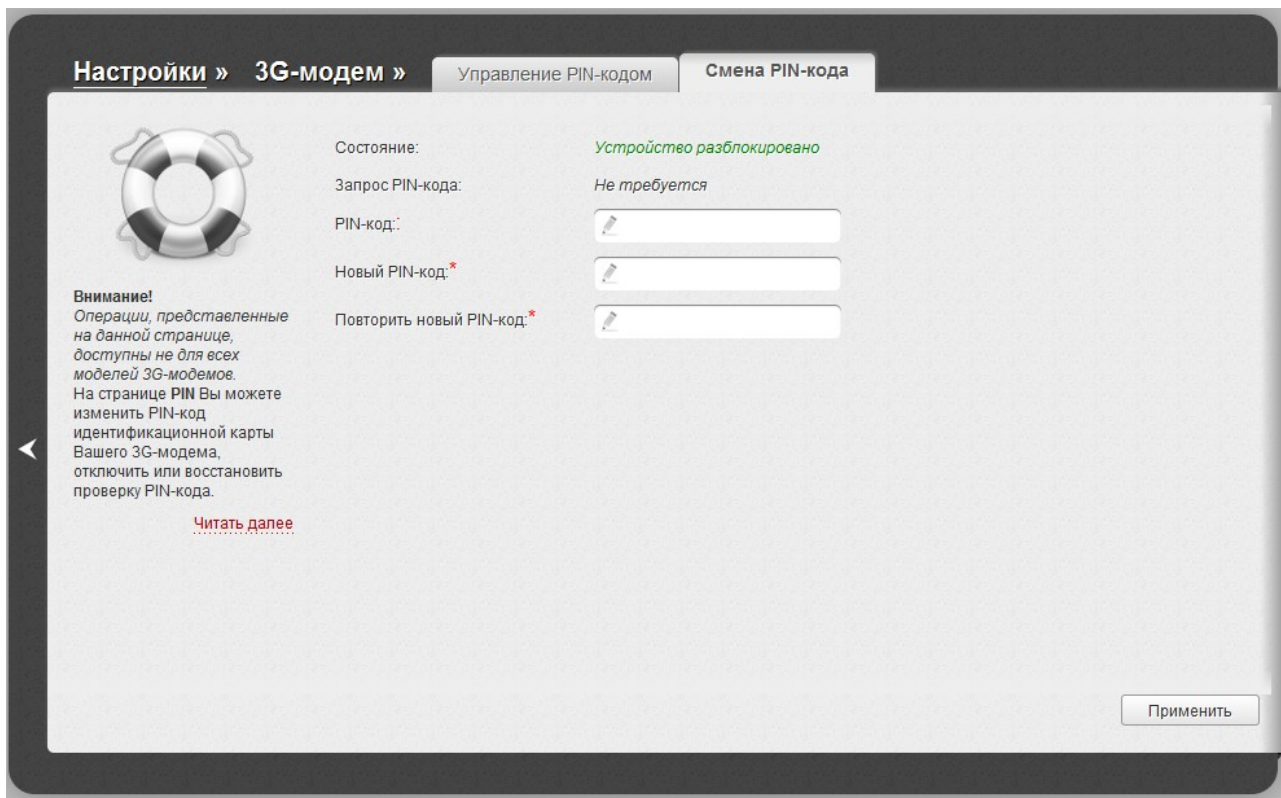 Настройки » 3G-модем » Управление PIN-кодом Смена PIN-кода
Состояние: Устройство разблокировано
Запрос PIN-кода: Не требуется
PIN-код::
Новый PIN-код:*
Повторить новый PIN-код:*
Внимание!
Операции, представленные
на данной странице,
доступны не для всех
моделей 3G-модемов.
На странице PIN Вы можете
изменить PIN-код
идентификационной карты
Вашего 3G-модема,
отключить или восстановить
проверку PIN-кода.
Читать далее
Применить